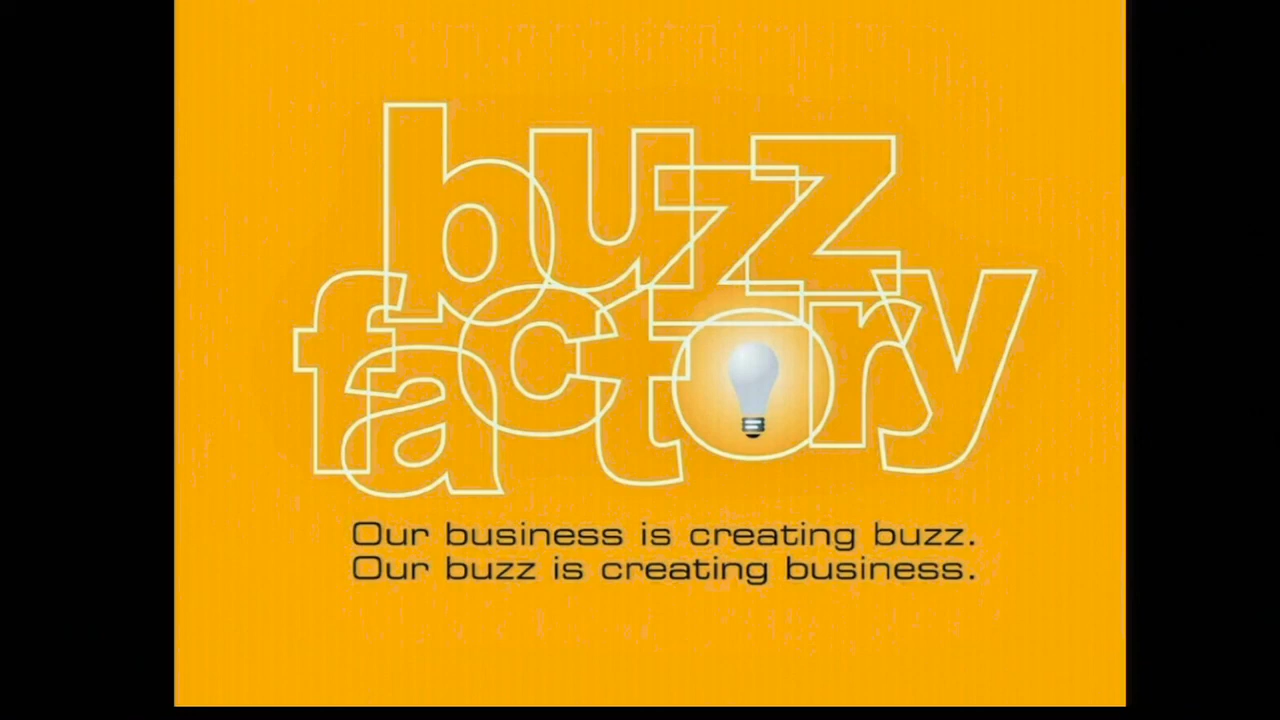 buzz
factory
Our business is creating buzz.
Our buzz is creating business.